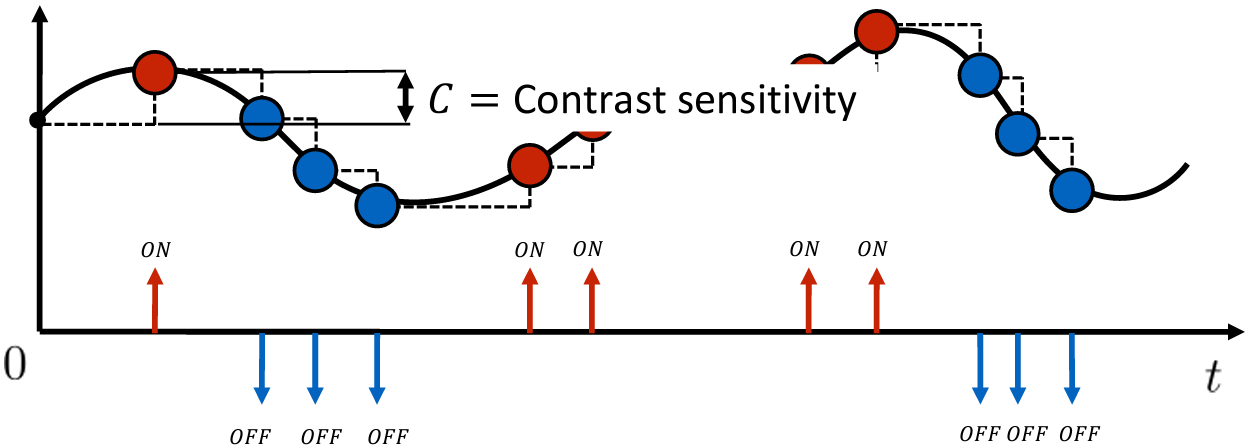 C = Contrast sensitivity
ON ON ON ON ON
0 t
OFF OFF OFF OFF OFF OFF